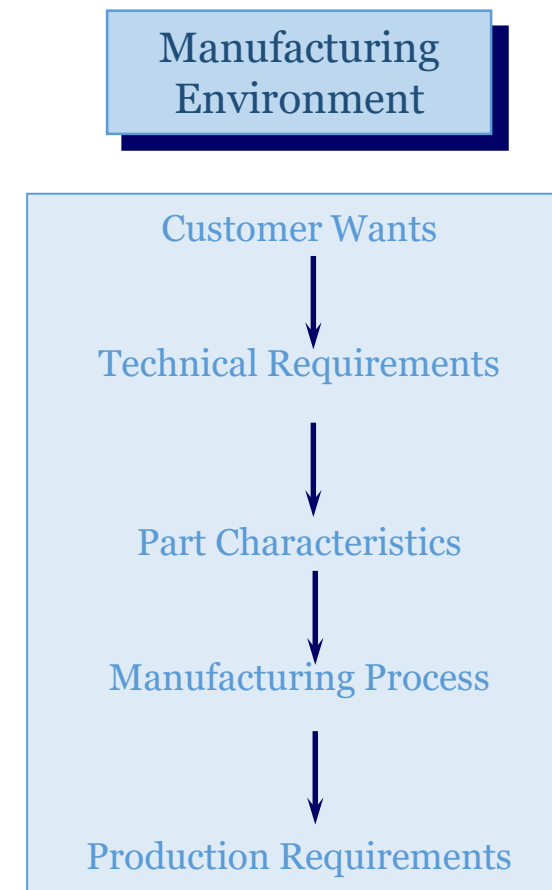 Manufacturing
Environment
Customer Wants
Technical Requirements
Part Characteristics
Manufacturing Process
Production Requirements